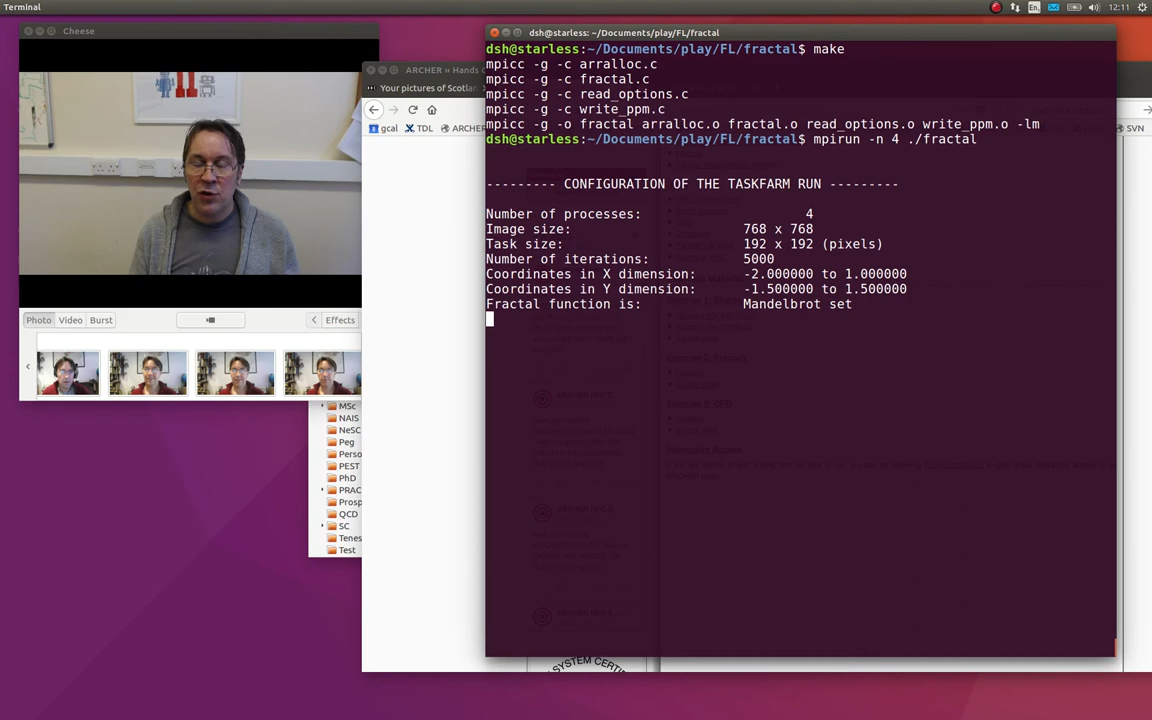 Terminal
En
12:11
Cheese
Photo
Video
Burst
Effects
MSc
NAIS
NeSC
Peg
Perso
PEST
PhD
PRAC
Prosp
QCD
SC
Tenes
Test
ARCHER » Hands
Your pictures of Scotlan
gcal
TDL
ARCHER
SVN
dsh@starless: ~/Documents/play/FL/fractal
dsh@starless:~/Documents/play/FL/fractal$ make
mpicc -g -c arralloc.c
mpicc -g -c fractal.c
mpicc -g -c read_options.c
mpicc -g -c write_ppm.c
mpicc -g -o fractal arralloc.o fractal.o read_options.o write_ppm.o -lm
dsh@starless:~/Documents/play/FL/fractal$ mpirun -n 4 ./fractal
--------- CONFIGURATION OF THE TASKFARM RUN ---------
Number of processes: 4
Image size: 768 x 768
Task size: 192 x 192 (pixels)
Number of iterations: 5000
Coordinates in X dimension: -2.000000 to 1.000000
Coordinates in Y dimension: -1.500000 to 1.500000
Fractal function is: Mandelbrot set
SYSTEM CERTI